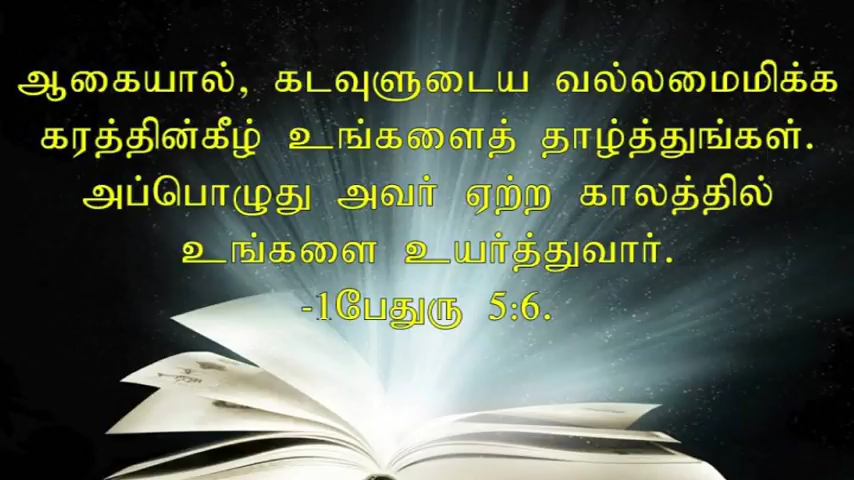 ஆகையால், கடவுளுடைய வல்லமைமிக்க
கரத்தின்கீழ் உங்களைத் தாழ்த்துங்கள்.
அப்பொழுது அவர் ஏற்ற காலத்தில்
உங்களை உயர்த்துவார்.
-1பேதுரு 5:6.